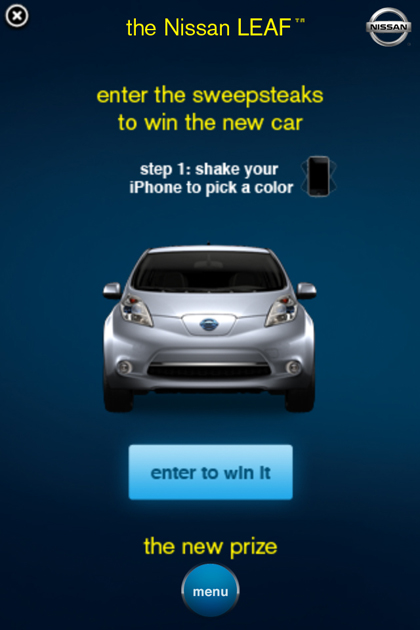 the Nissan LEAF™
NISSAN
enter the sweepsteaks
to win the new car
step 1: shake your
iPhone to pick a color
enter to win it
the new prize
menu